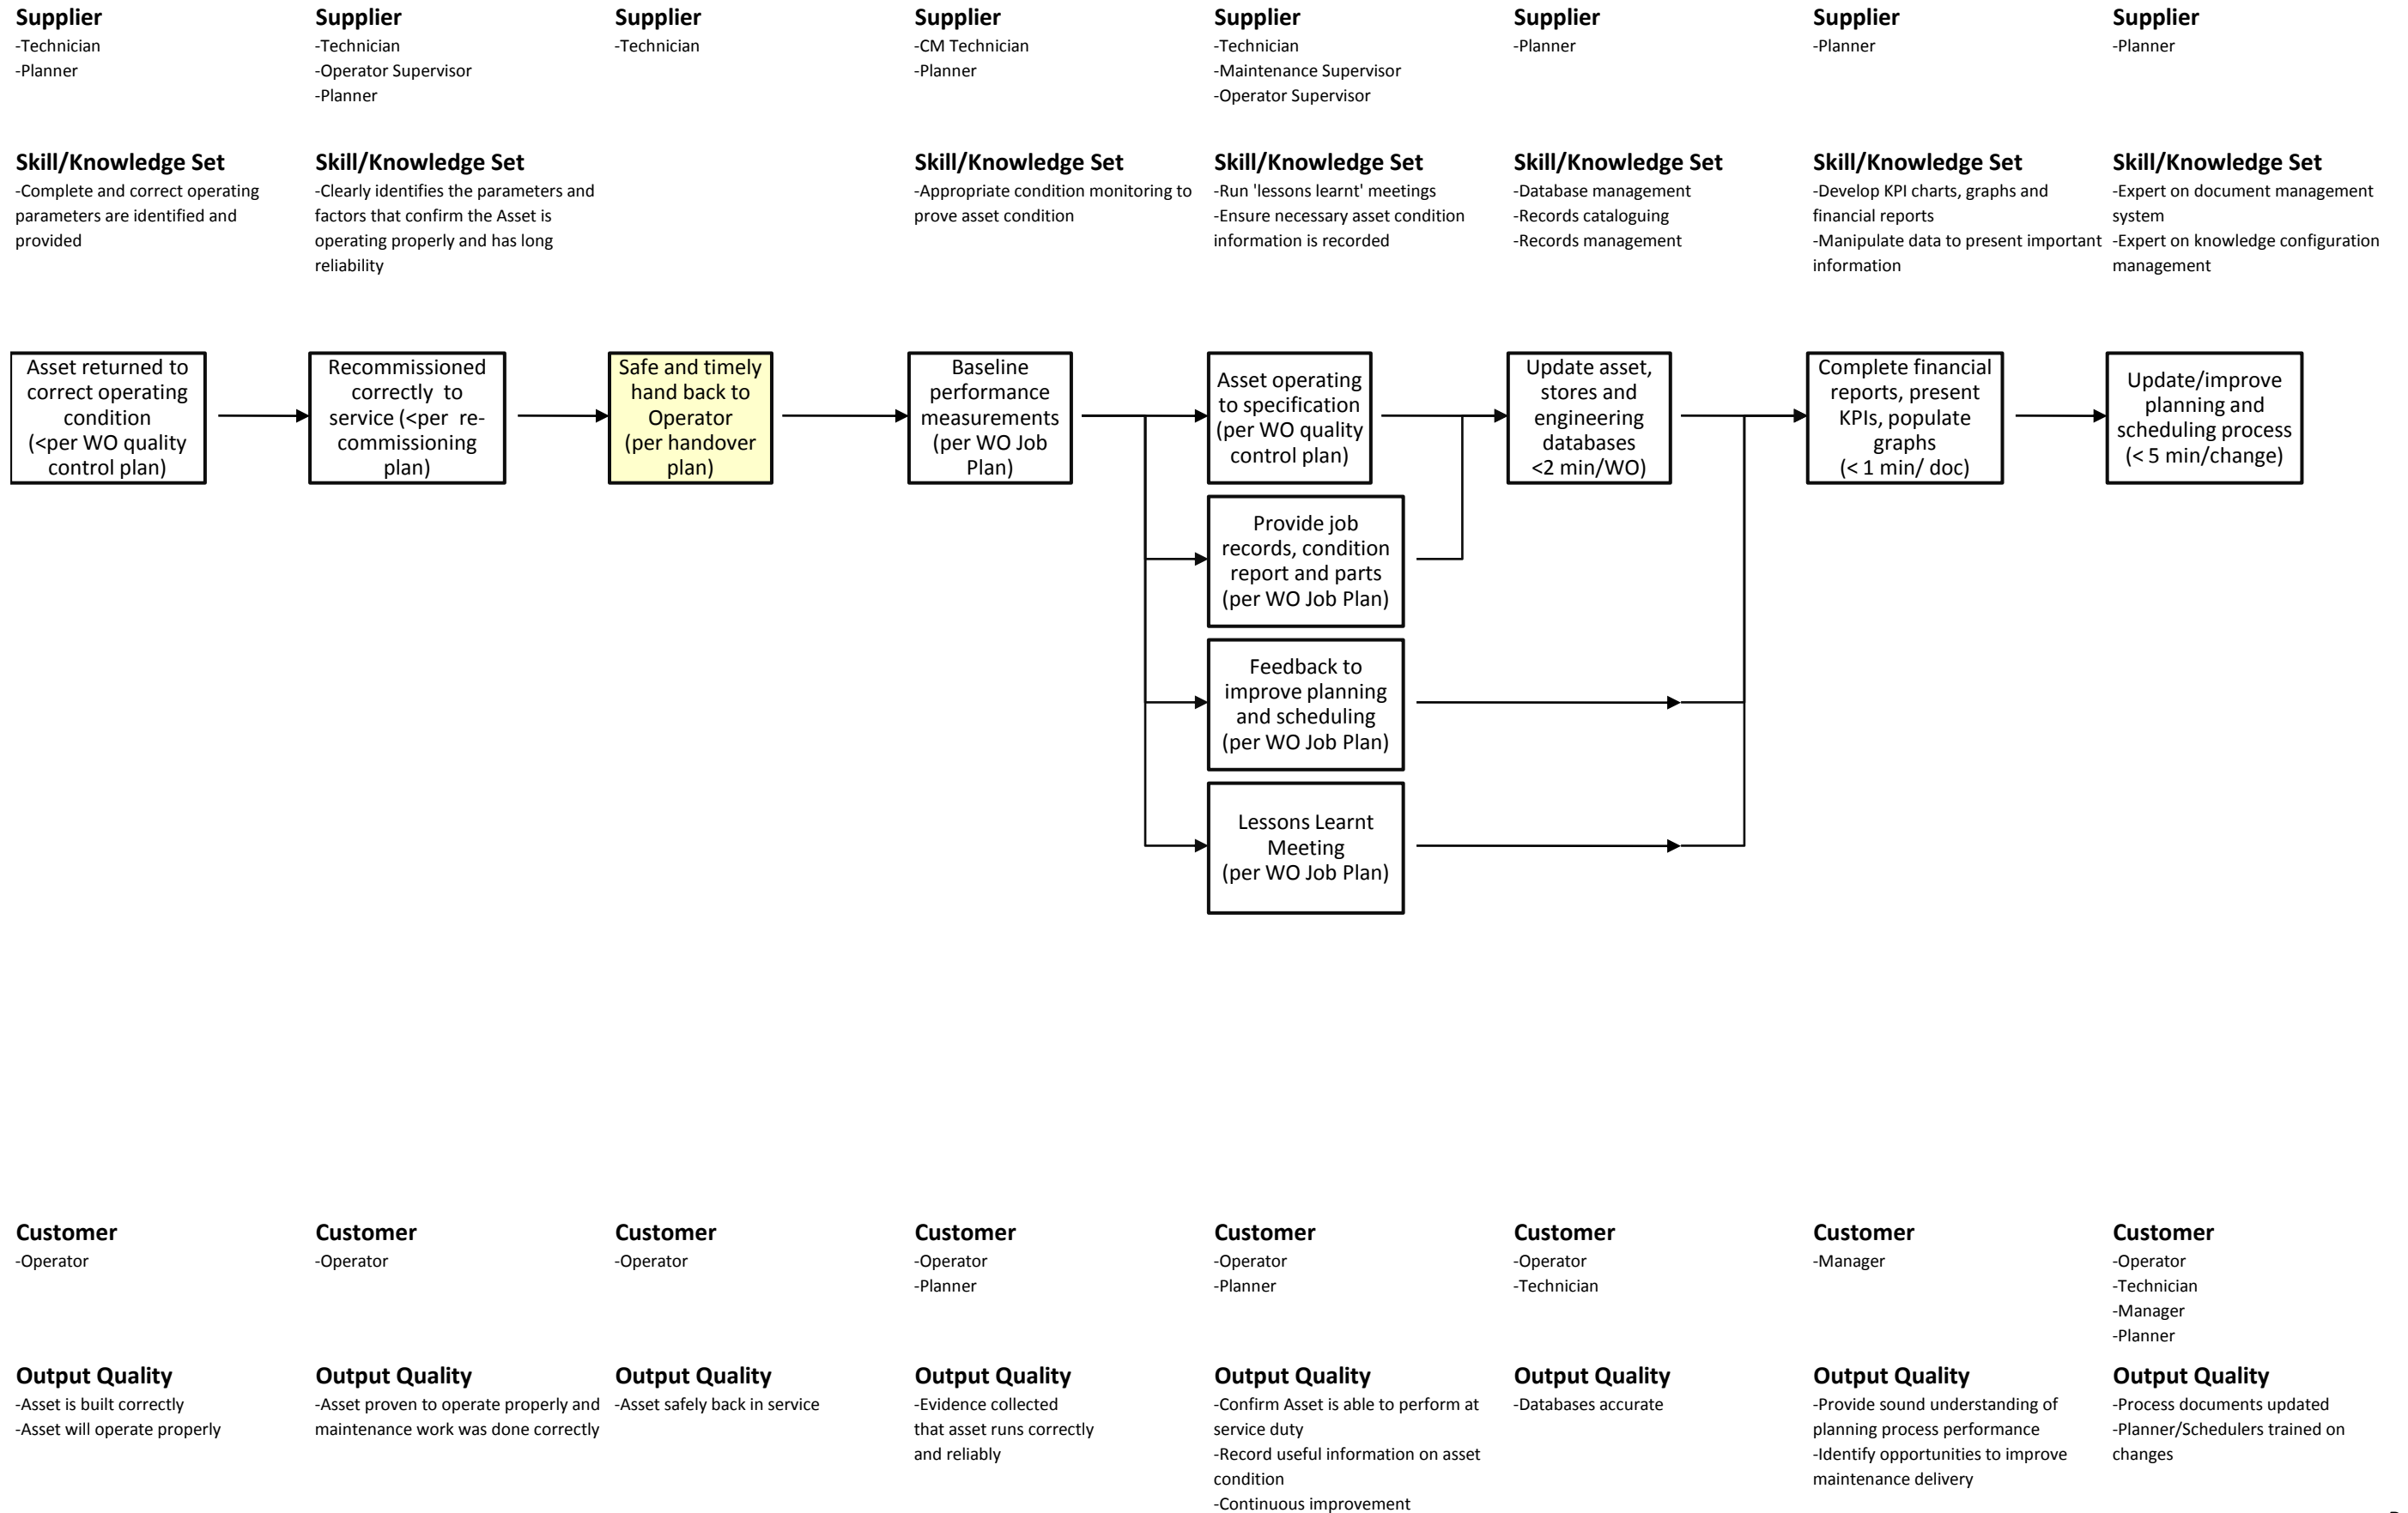 Supplier
-Technician
-Planner
Supplier
-Technician
-Operator Supervisor
-Planner
Supplier
-Technician
Supplier
-CM Technician
-Planner
Supplier
-Technician
-Maintenance Supervisor
-Operator Supervisor
Supplier
-Planner
Supplier
-Planner
Supplier
-Planner
Skill/Knowledge Set
-Complete and correct operating
parameters are identified and
provided
Skill/Knowledge Set
-Clearly identifies the parameters and
factors that confirm the Asset is
operating properly and has long
reliability
Skill/Knowledge Set
-Appropriate condition monitoring to
prove asset condition
Skill/Knowledge Set
-Run 'lessons learnt' meetings
-Ensure necessary asset condition
information is recorded
Skill/Knowledge Set
-Database management
-Records cataloguing
-Records management
Skill/Knowledge Set
-Develop KPI charts, graphs and
financial reports
-Manipulate data to present important
information
Skill/Knowledge Set
-Expert on document management
system
-Expert on knowledge configuration
management
Asset returned to
correct operating
condition
(<per WO quality
control plan)
Recommissioned
correctly to
service (<per re-
commissioning
plan)
Safe and timely
hand back to
Operator
(per handover
plan)
Baseline
performance
measurements
(per WO Job
Plan)
Asset operating
to specification
(per WO quality
control plan)
Update asset,
stores and
engineering
databases
<2 min/WO)
Complete financial
reports, present
KPIs, populate
graphs
(< 1 min/ doc)
Update/improve
planning and
scheduling process
(< 5 min/change)
Provide job
records, condition
report and parts
(per WO Job Plan)
Feedback to
improve planning
and scheduling
(per WO Job Plan)
Lessons Learnt
Meeting
(per WO Job Plan)
Customer
-Operator
Customer
-Operator
Customer
-Operator
Customer
-Operator
-Planner
Customer
-Operator
-Planner
Customer
-Operator
-Technician
Customer
-Manager
Customer
-Operator
-Technician
-Manager
-Planner
Output Quality
-Asset is built correctly
-Asset will operate properly
Output Quality
-Asset proven to operate properly and
maintenance work was done correctly
Output Quality
-Asset safely back in service
Output Quality
-Evidence collected
that asset runs correctly
and reliably
Output Quality
-Confirm Asset is able to perform at
service duty
-Record useful information on asset
condition
-Continuous improvement
Output Quality
-Databases accurate
Output Quality
-Provide sound understanding of
planning process performance
-Identify opportunities to improve
maintenance delivery
Output Quality
-Process documents updated
-Planner/Schedulers trained on
changes